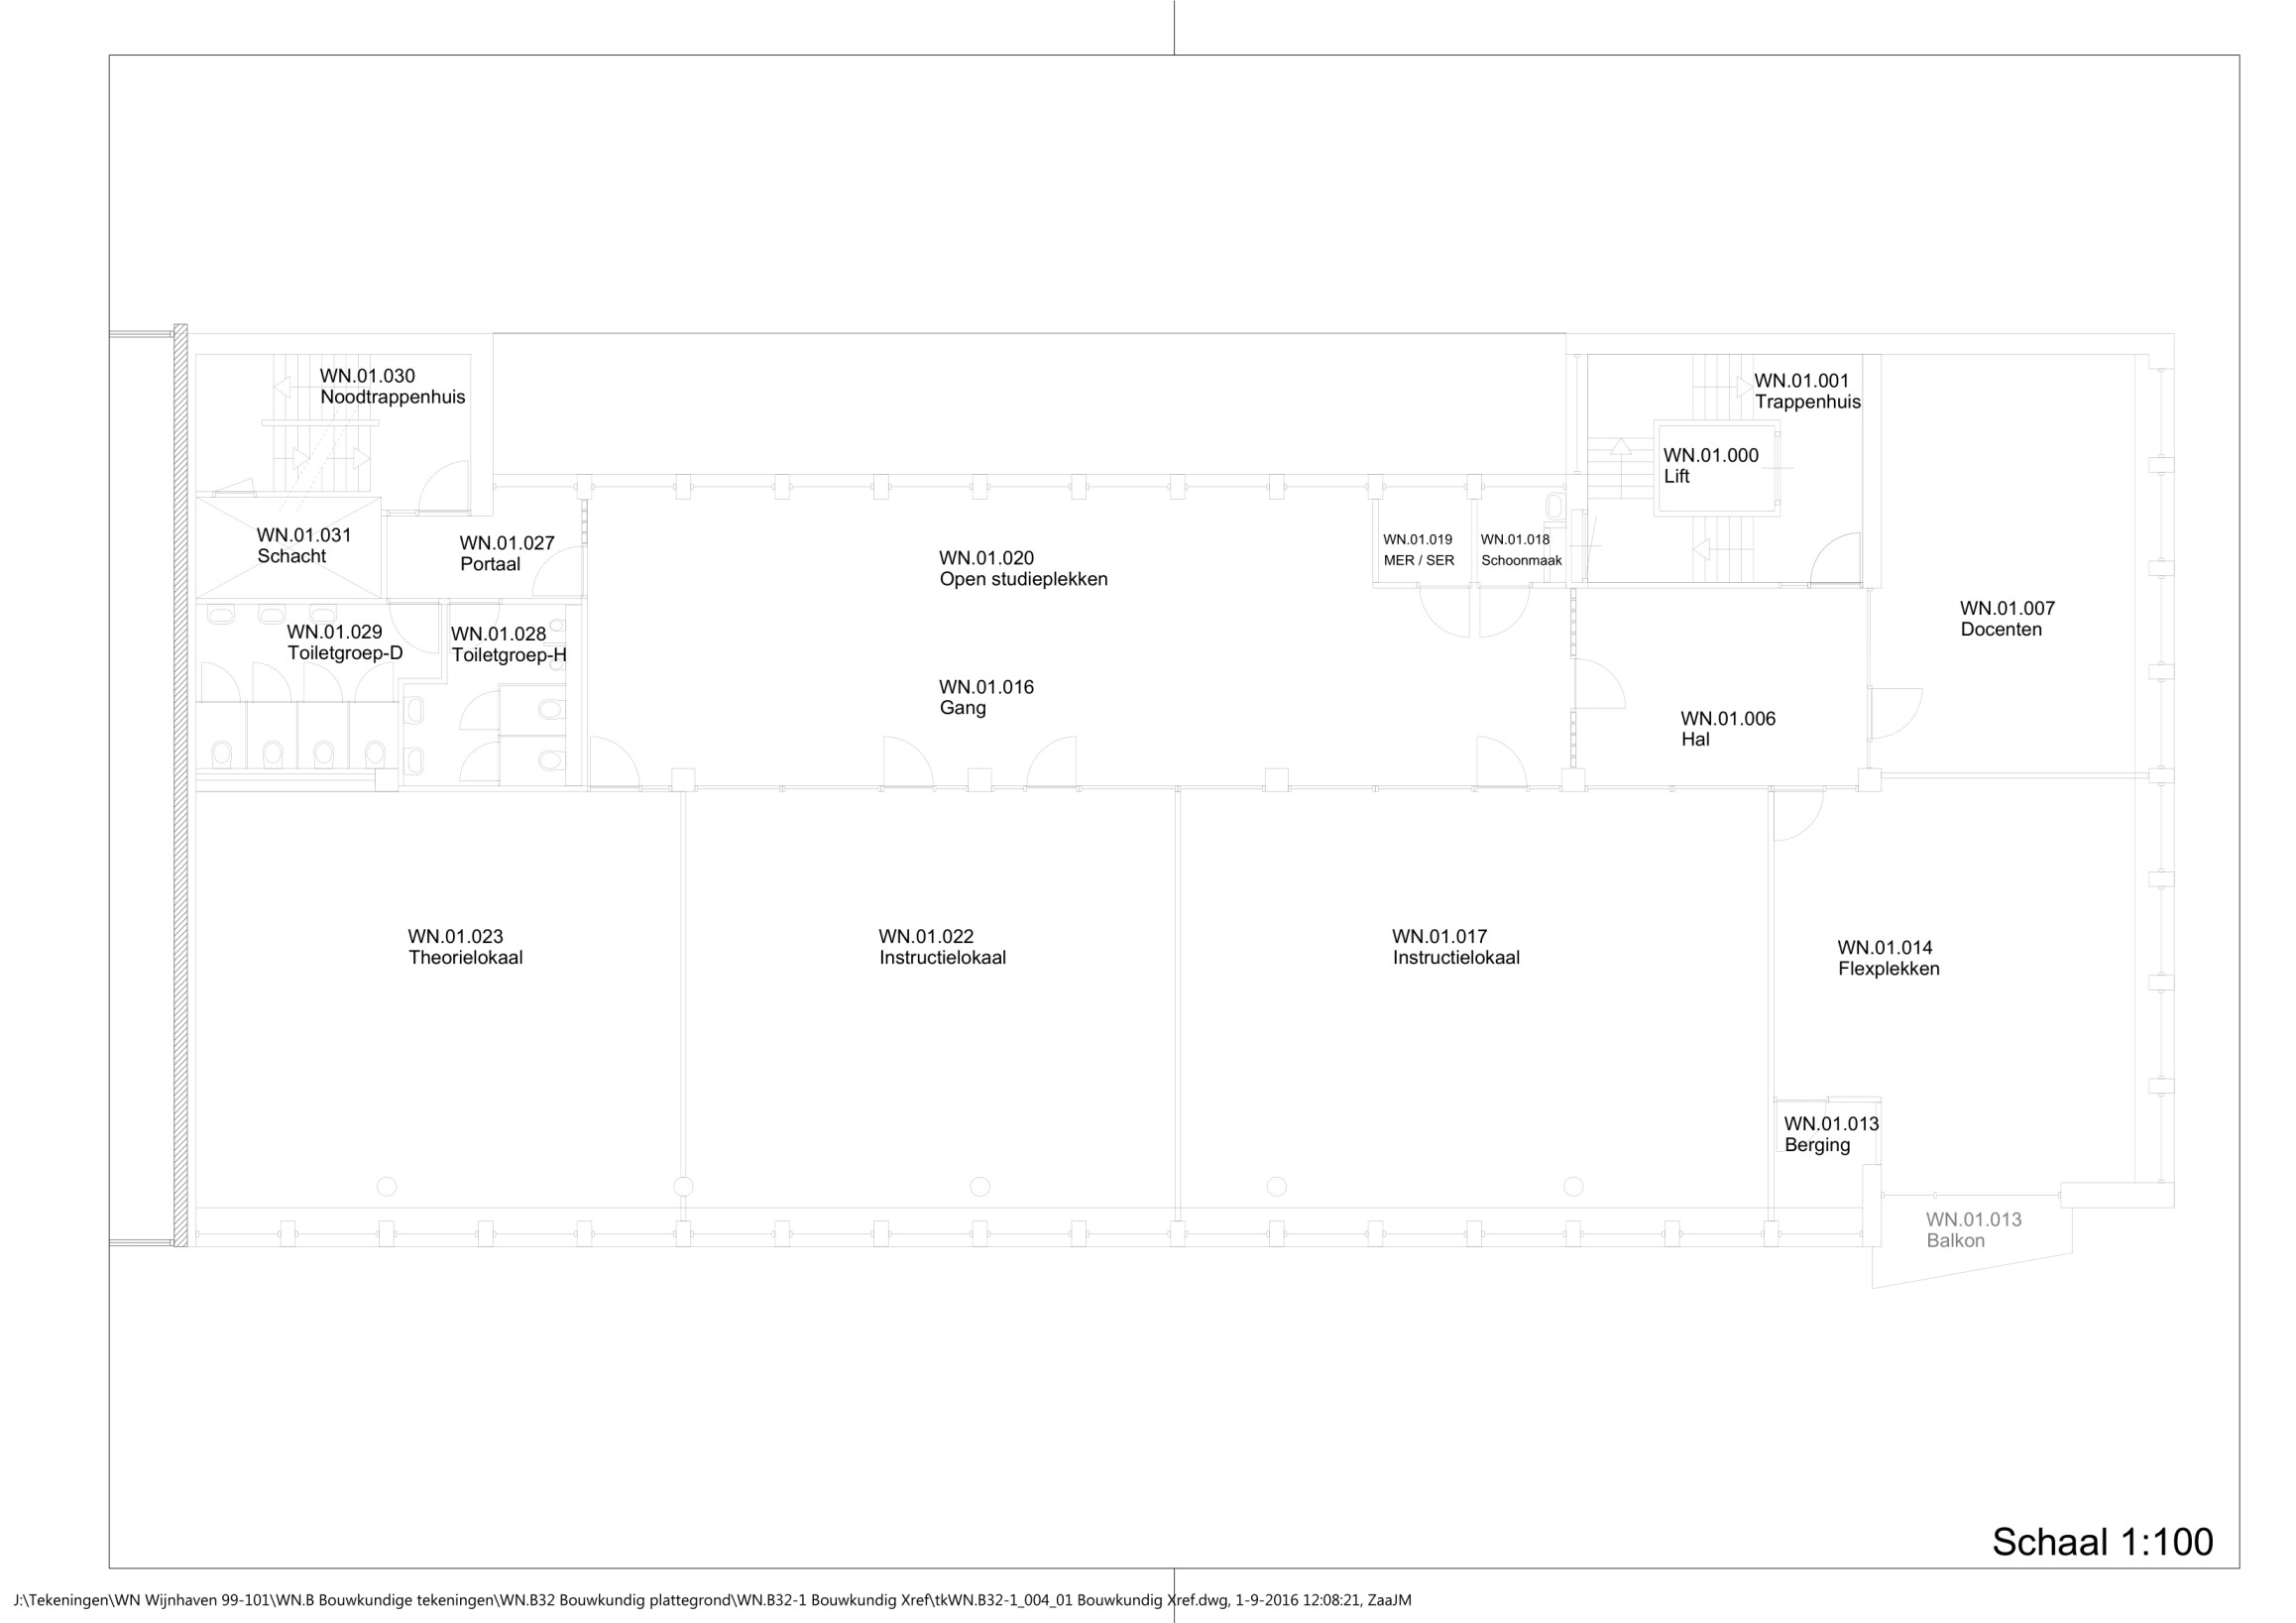 WN.01.030
Noodtrappenhuis
WN.01.001
Trappenhuis
WN.01.000
Lift
WN.01.031
Schacht
WN.01.027
Portaal
WN.01.020
Open studieplekken
WN.01.019
MER / SER
WN.01.018
Schoonmaak
WN.01.007
Docenten
WN.01.029
Toiletgroep-D
WN.01.028
Toiletgroep-H
WN.01.016
Gang
WN.01.006
Hal
WN.01.023
Theorielokaal
WN.01.022
Instructielokaal
WN.01.017
Instructielokaal
WN.01.014
Flexplekken
WN.01.013
Berging
WN.01.013
Balkon
Schaal 1:100
J:\Tekeningen\WN Wijnhaven 99-101\WN.B Bouwkundige tekeningen\WN.B32 Bouwkundig plattegrond\WN.B32-1 Bouwkundig Xref\tkWN.B32-1_004_01 Bouwkundig Xref.dwg, 1-9-2016 12:08:21, ZaaJM